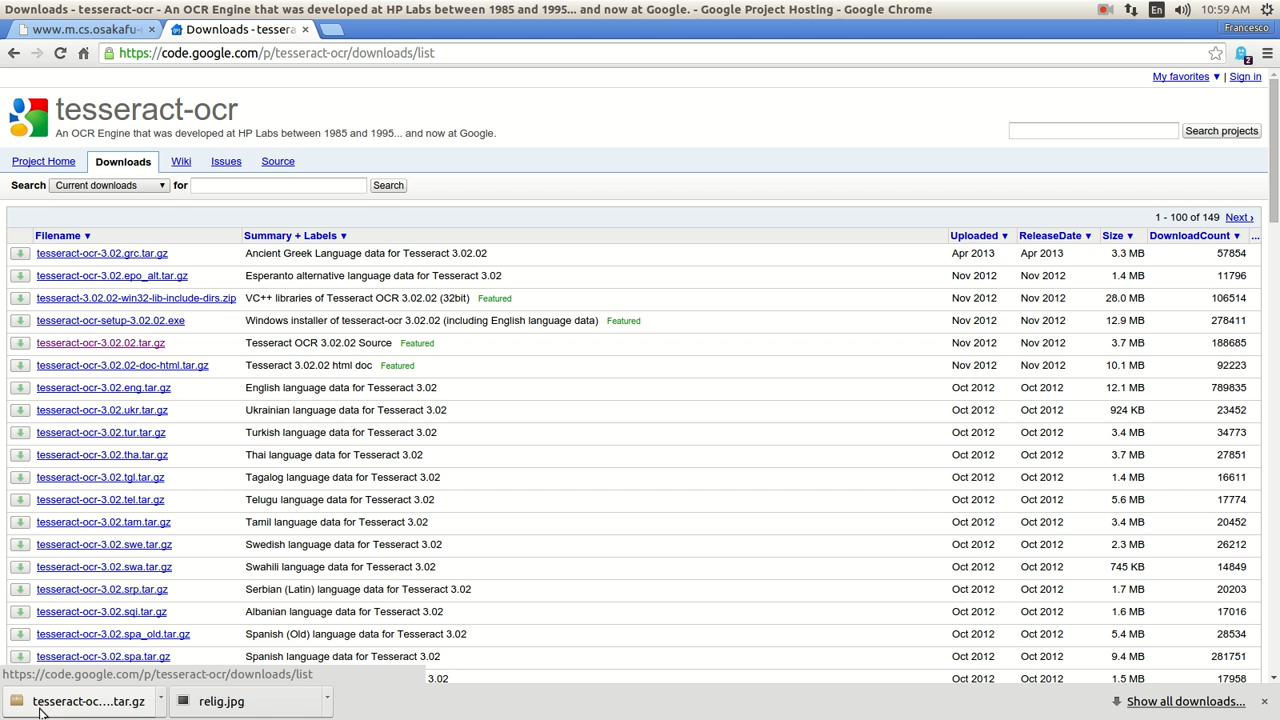 Downloads - tesseract-ocr - An OCR Engine that was developed at HP Labs between 1985 and 1995... and now at Google. - Google Project Hosting - Google Chrome
En
10:59 AM
www.m.cs.osakafu-
Downloads - tessera
Francesco
https://code.google.com/p/tesseract-ocr/downloads/list
2
My favorites ▼ | Sign in
tesseract-ocr
An OCR Engine that was developed at HP Labs between 1985 and 1995... and now at Google.
Search projects
Project Home Downloads Wiki Issues Source
Search Current downloads for Search
1 - 100 of 149 Next ›
Filename ▼ Summary + Labels ▼ Uploaded ▼ ReleaseDate ▼ Size ▼ DownloadCount ▼ ...
tesseract-ocr-3.02.grc.tar.gz Ancient Greek Language data for Tesseract 3.02.02 Apr 2013 Apr 2013 3.3 MB 57854
tesseract-ocr-3.02.epo_alt.tar.gz Esperanto alternative language data for Tesseract 3.02 Nov 2012 Nov 2012 1.4 MB 11796
tesseract-3.02.02-win32-lib-include-dirs.zip VC++ libraries of Tesseract OCR 3.02.02 (32bit) Featured Nov 2012 Nov 2012 28.0 MB 106514
tesseract-ocr-setup-3.02.02.exe Windows installer of tesseract-ocr 3.02.02 (including English language data) Featured Nov 2012 Nov 2012 12.9 MB 278411
tesseract-ocr-3.02.02.tar.gz Tesseract OCR 3.02.02 Source Featured Nov 2012 Nov 2012 3.7 MB 188685
tesseract-ocr-3.02.02-doc-html.tar.gz Tesseract 3.02.02 html doc Featured Nov 2012 Nov 2012 10.1 MB 92223
tesseract-ocr-3.02.eng.tar.gz English language data for Tesseract 3.02 Oct 2012 Oct 2012 12.1 MB 789835
tesseract-ocr-3.02.ukr.tar.gz Ukrainian language data for Tesseract 3.02 Oct 2012 Oct 2012 924 KB 23452
tesseract-ocr-3.02.tur.tar.gz Turkish language data for Tesseract 3.02 Oct 2012 Oct 2012 3.4 MB 34773
tesseract-ocr-3.02.tha.tar.gz Thai language data for Tesseract 3.02 Oct 2012 Oct 2012 3.7 MB 27851
tesseract-ocr-3.02.tgl.tar.gz Tagalog language data for Tesseract 3.02 Oct 2012 Oct 2012 1.4 MB 16611
tesseract-ocr-3.02.tel.tar.gz Telugu language data for Tesseract 3.02 Oct 2012 Oct 2012 5.6 MB 17774
tesseract-ocr-3.02.tam.tar.gz Tamil language data for Tesseract 3.02 Oct 2012 Oct 2012 3.4 MB 20452
tesseract-ocr-3.02.swe.tar.gz Swedish language data for Tesseract 3.02 Oct 2012 Oct 2012 2.3 MB 26212
tesseract-ocr-3.02.swa.tar.gz Swahili language data for Tesseract 3.02 Oct 2012 Oct 2012 745 KB 14849
tesseract-ocr-3.02.srp.tar.gz Serbian (Latin) language data for Tesseract 3.02 Oct 2012 Oct 2012 1.7 MB 20203
tesseract-ocr-3.02.sqi.tar.gz Albanian language data for Tesseract 3.02 Oct 2012 Oct 2012 1.6 MB 17016
tesseract-ocr-3.02.spa_old.tar.gz Spanish (Old) language data for Tesseract 3.02 Oct 2012 Oct 2012 5.4 MB 28534
tesseract-ocr-3.02.spa.tar.gz Spanish language data for Tesseract 3.02 Oct 2012 Oct 2012 9.4 MB 281751
https://code.google.com/p/tesseract-ocr/downloads/list 3.02 Oct 2012 Oct 2012 1.5 MB 17958
tesseract-oc....tar.gz relig.jpg Show all downloads...